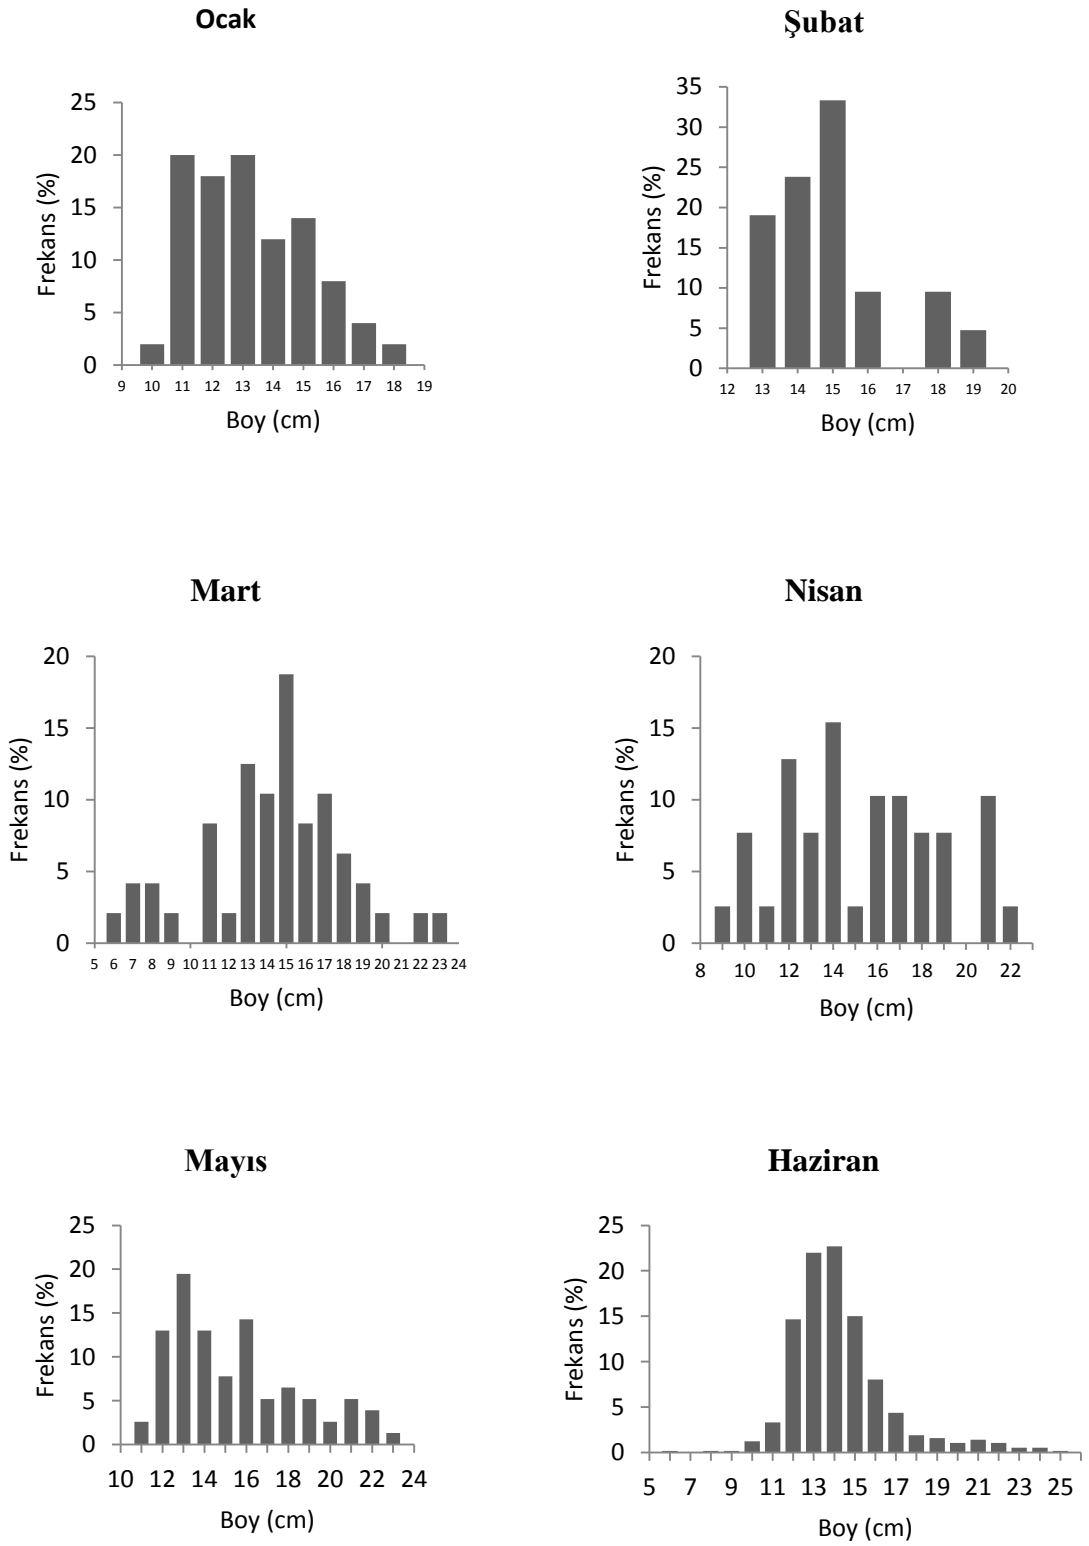 Ocak
25
20
15
10
5
0
Frekans (%)
9 10 11 12 13 14 15 16 17 18 19
Boy (cm)
Şubat
35
30
25
20
15
10
5
0
Frekans (%)
12 13 14 15 16 17 18 19 20
Boy (cm)
Mart
20
15
10
5
0
Frekans (%)
5 6 7 8 9 10 11 12 13 14 15 16 17 18 19 20 21 22 23 24
Boy (cm)
Nisan
20
15
10
5
0
Frekans (%)
8 10 12 14 16 18 20 22
Boy (cm)
Mayıs
25
20
15
10
5
0
Frekans (%)
10 12 14 16 18 20 22 24
Boy (cm)
Haziran
25
20
15
10
5
0
Frekans (%)
5 7 9 11 13 15 17 19 21 23 25
Boy (cm)